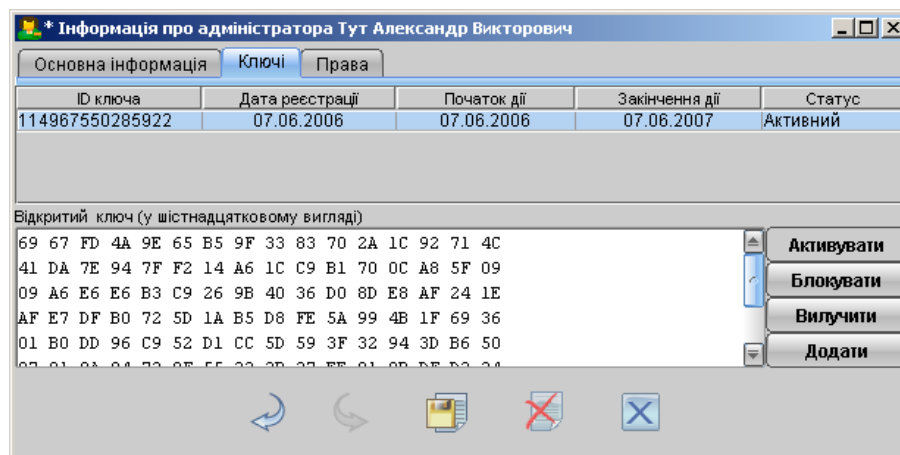 * Інформація про адміністратора Тут Александр Викторович
Основна інформація Ключі Права
ID ключа Дата реєстрації Початок дії Закінчення дії Статус
114967550285922 07.06.2006 07.06.2006 07.06.2007 Активний
Відкритий ключ (у шістнадцятковому вигляді)
69 67 FD 4A 9E 65 B5 9F 33 83 70 2A 1C 92 71 4C
41 DA 7E 94 7F F2 14 A6 1C C9 B1 70 0C A8 5F 09
09 A6 E6 E6 B3 C9 26 9B 40 36 D0 8D E8 AF 24 1E
AF E7 DF B0 72 5D 1A B5 D8 FE 5A 99 4B 1F 69 36
01 B0 DD 96 C9 52 D1 CC 5D 59 3F 32 94 3D B6 50
Активувати
Блокувати
Вилучити
Додати